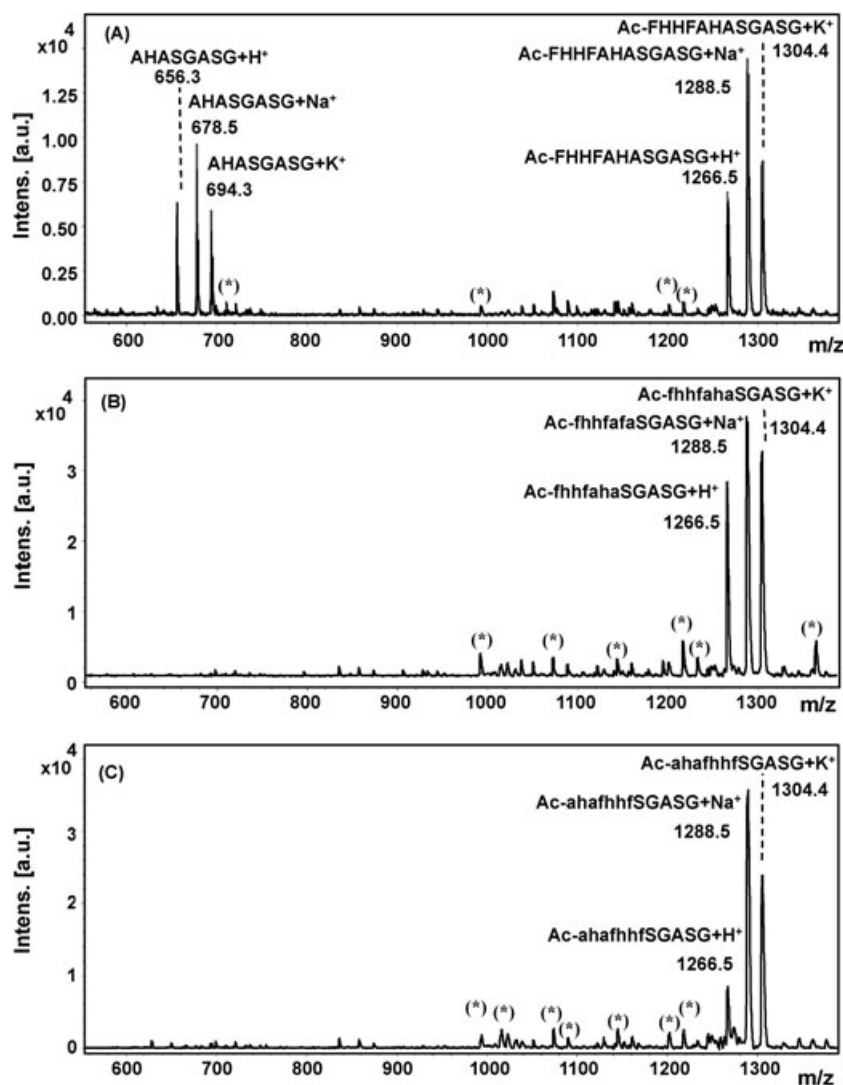 x10⁴
(A)
Ac-FHHFAHASGASG+K⁺
AHASGASG+H⁺
Ac-FHHFAHASGASG+Na⁺
1304.4
656.3
1.25
AHASGASG+Na⁺
1288.5
678.5
1.00
AHASGASG+K⁺
Ac-FHHFAHASGASG+H⁺
694.3
1266.5
0.75
0.50
0.25
(*)
(*)
(*)
(*)
0.00
Intens. [a.u.]
600
700
800
900
1000
1100
1200
1300
m/z
x10⁴
(B)
Ac-fhhfahaSGASG+K⁺
Ac-fhhfafaSGASG+Na⁺
1304.4
1288.5
3
Ac-fhhfahaSGASG+H⁺
1266.5
2
1
(*)
(*)
(*)
(*)
(*)
(*)
0
Intens. [a.u.]
600
700
800
900
1000
1100
1200
1300
m/z
4
x10
(C)
Ac-ahafhhfSGASG+K⁺
1304.4
Ac-ahafhhfSGASG+Na⁺
3
1288.5
2
Ac-ahafhhfSGASG+H⁺
1266.5
1
(*)
(*)
(*)
(*)
(*)
(*)
(*)
0
Intens. [a.u.]
600
700
800
900
1000
1100
1200
1300
m/z